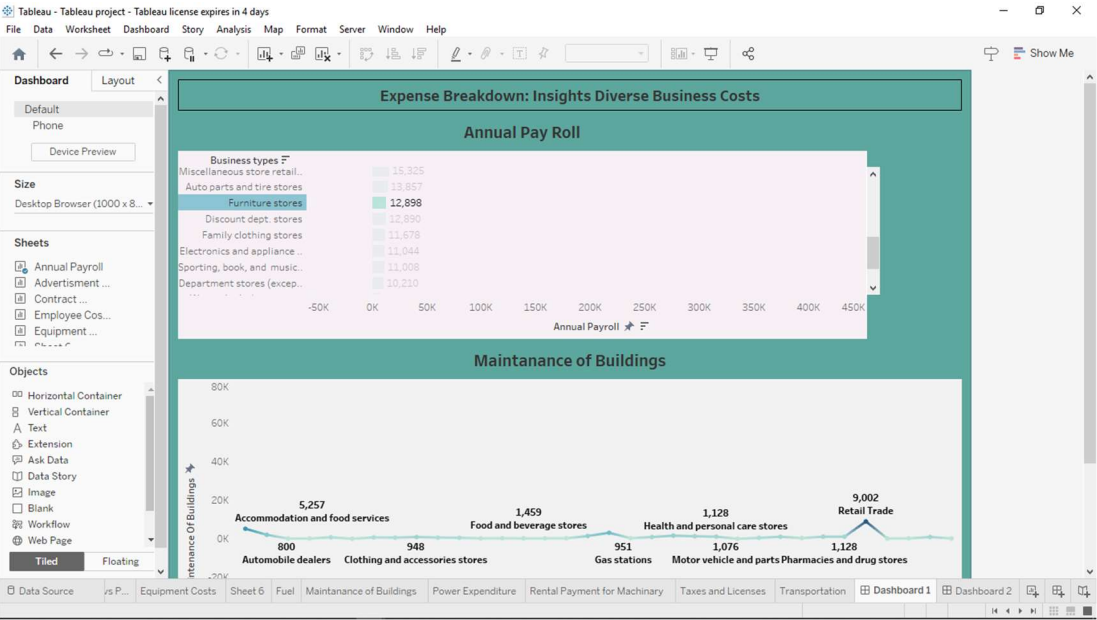 Tableau - Tableau project - Tableau license expires in 4 days
File Data Worksheet Dashboard Story Analysis Map Format Server Window Help
Show Me
Dashboard Layout
Default
Phone
Device Preview
Size
Desktop Browser (1000 x 8...
Sheets
Annual Payroll
Advertisment ...
Contract ...
Employee Cos...
Equipment ...
Objects
Horizontal Container
Vertical Container
Text
Extension
Ask Data
Data Story
Image
Blank
Workflow
Web Page
Tiled Floating
Expense Breakdown: Insights Diverse Business Costs
Annual Pay Roll
Business types
Miscellaneous store retail.. 15,325
Auto parts and tire stores 13,857
Furniture stores 12,898
Discount dept. stores 12,890
Family clothing stores 11,678
Electronics and appliance .. 11,044
Sporting, book, and music.. 11,008
Department stores (excep.. 10,210
-50K 0K 50K 100K 150K 200K 250K 300K 350K 400K 450K
Annual Payroll
Maintanance of Buildings
80K
60K
40K
20K
0K
-20K
ntenance Of Buildings
5,257
Accommodation and food services
1,459
Food and beverage stores
1,128
Health and personal care stores
9,002
Retail Trade
800
Automobile dealers
948
Clothing and accessories stores
951
Gas stations
1,076
Motor vehicle and parts
1,128
Pharmacies and drug stores
Data Source vs P... Equipment Costs Sheet 6 Fuel Maintanance of Buildings Power Expenditure Rental Payment for Machinary Taxes and Licenses Transportation Dashboard 1 Dashboard 2